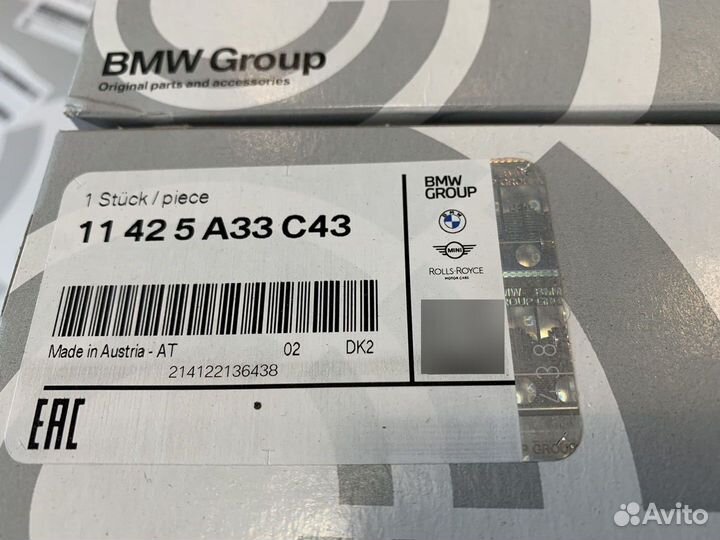 BMW Group
Original parts and accessories
1 Stück / piece
11 42 5 A33 C43
Made in Austria - AT 02 DK2
214122136438
EAC
BMW
GROUP
MINI
ROLLS-ROYCE
MOTOR CARS
438
Avito